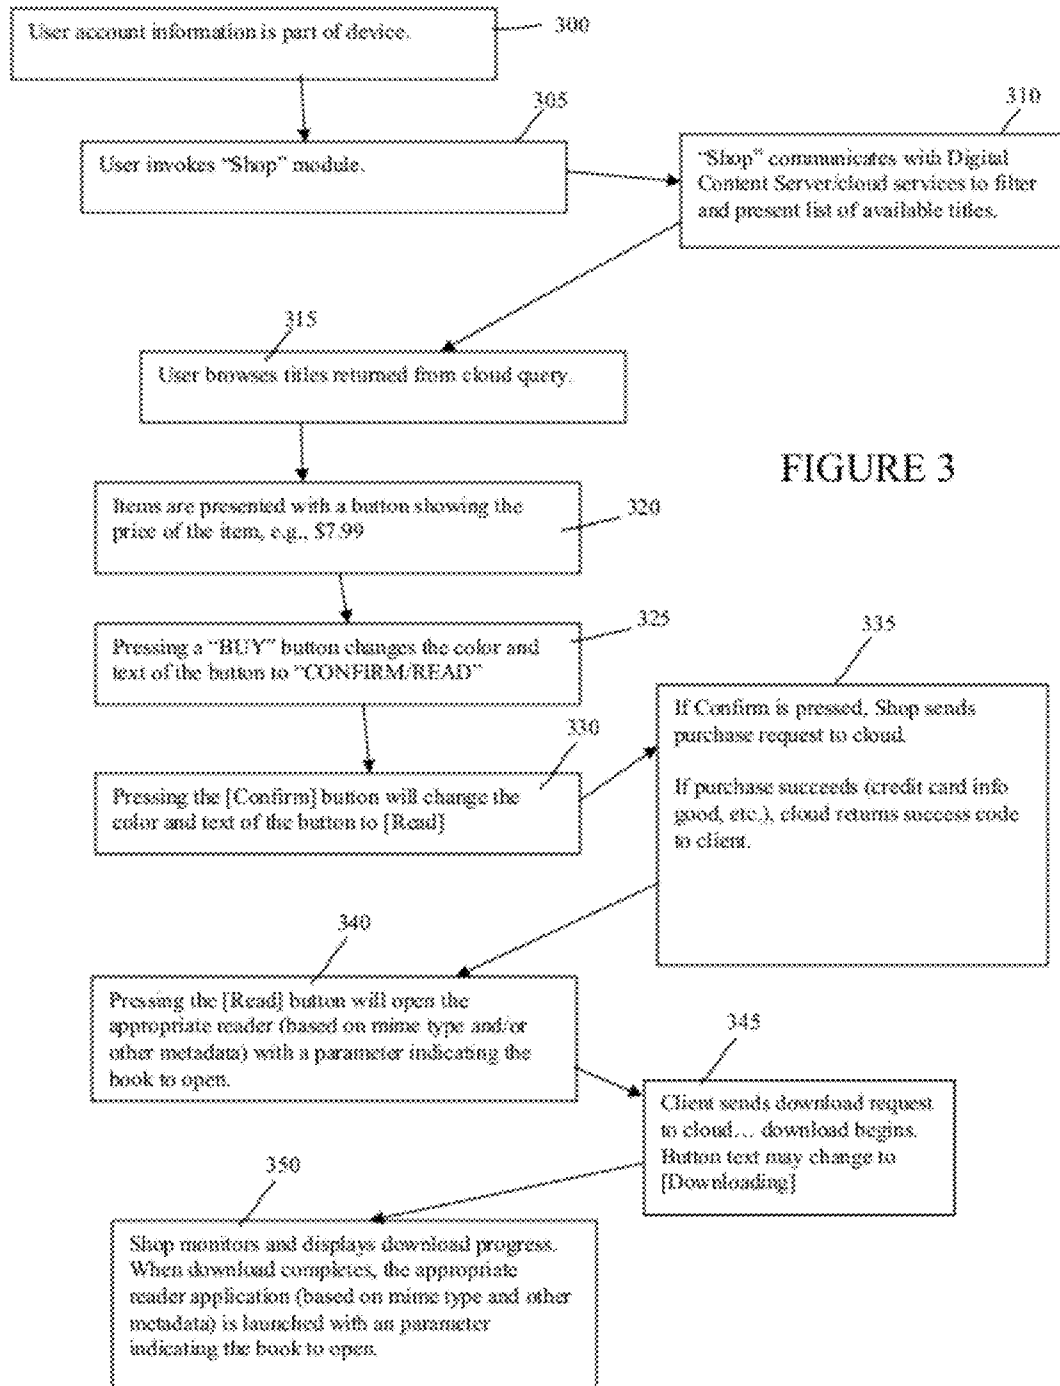 User account information is part of device.
300
305
User invokes "Shop" module.
310
"Shop" communicates with Digital
Content Server/cloud services to filter
and present list of available titles.
315
User browses titles returned from cloud query.
FIGURE 3
Items are presented with a button showing the
price of the item, e.g., $7.99
320
Pressing a "BUY" button changes the color and
text of the button to "CONFIRM/READ"
325
330
Pressing the [Confirm] button will change the
color and text of the button to [Read]
335
If Confirm is pressed, Shop sends
purchase request to cloud.
If purchase succeeds (credit card info
good, etc.), cloud returns success code
to client.
340
Pressing the [Read] button will open the
appropriate reader (based on mime type and/or
other metadata) with a parameter indicating the
book to open.
345
Client sends download request
to cloud… download begins.
Button text may change to
[Downloading]
350
Shop monitors and displays download progress.
When download completes, the appropriate
reader application (based on mime type and other
metadata) is launched with an parameter
indicating the book to open.